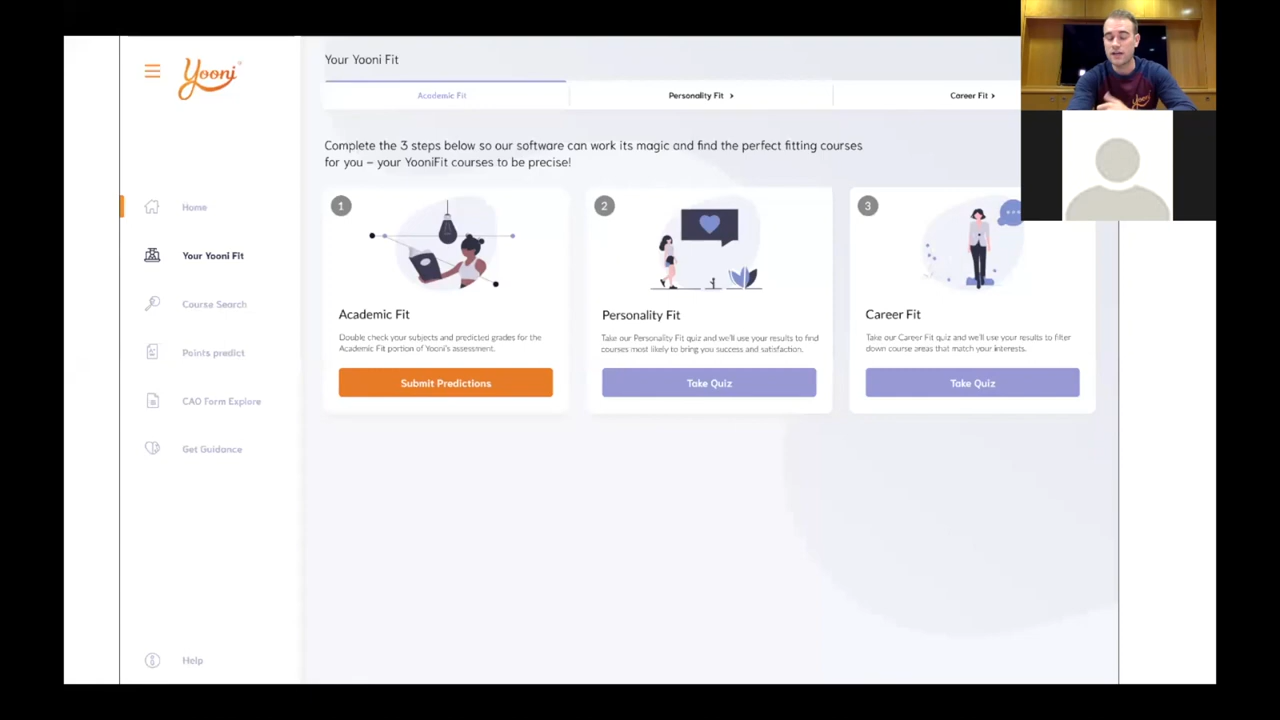 Yooni
Home
Your Yooni Fit
Course Search
Points predict
CAO Form Explore
Get Guidance
Help
Your Yooni Fit
Academic Fit
Personality Fit >
Career Fit >
Complete the 3 steps below so our software can work its magic and find the perfect fitting courses
for you – your YooniFit courses to be precise!
1
Academic Fit
Double check your subjects and predicted grades for the
Academic Fit portion of Yooni's assessment.
Submit Predictions
2
Personality Fit
Take our Personality Fit quiz and we'll use your results to find
courses most likely to bring you success and satisfaction.
Take Quiz
3
Career Fit
Take our Career Fit quiz and we'll use your results to filter
down course areas that match your interests.
Take Quiz